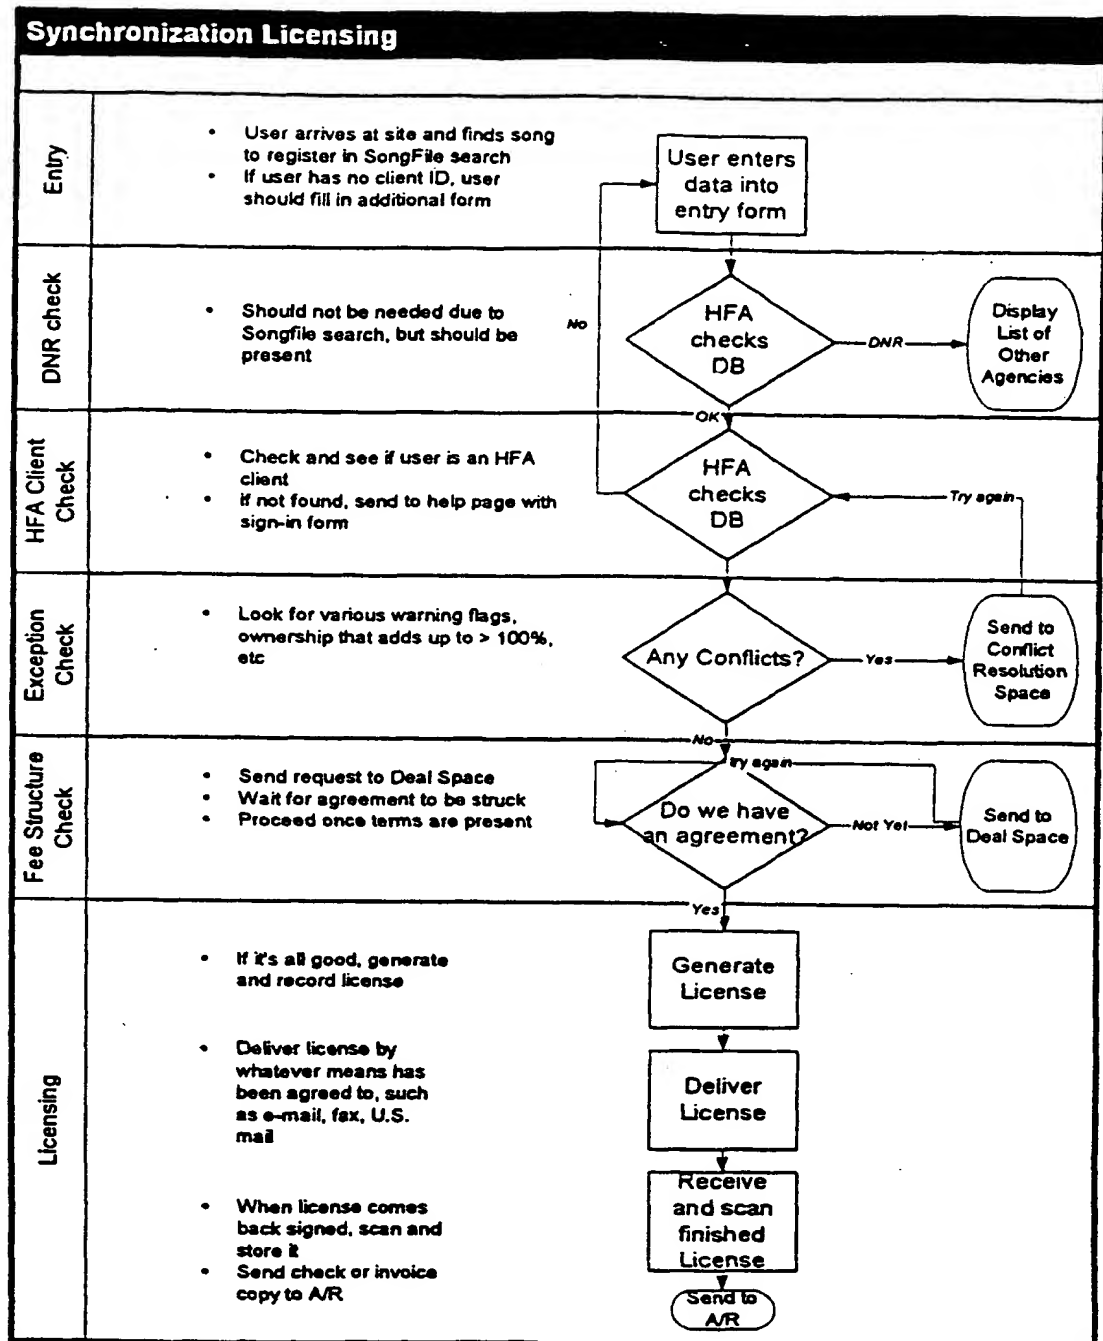 Synchronization Licensing
Entry
• User arrives at site and finds song
to register in SongFile search
• If user has no client ID, user
should fill in additional form
User enters
data into
entry form
DNR check
• Should not be needed due to
Songfile search, but should be
present
No
HFA
checks
DB
DNR
Display
List of
Other
Agencies
OK
HFA Client
Check
• Check and see if user is an HFA
client
• If not found, send to help page with
sign-in form
HFA
checks
DB
Try again
Exception
Check
• Look for various warning flags,
ownership that adds up to > 100%,
etc
Any Conflicts?
Yes
Send to
Conflict
Resolution
Space
No
Fee Structure
Check
• Send request to Deal Space
• Wait for agreement to be struck
• Proceed once terms are present
try again
Do we have
an agreement?
Not Yet
Send to
Deal Space
Yes
Licensing
• If it's all good, generate
and record license
Generate
License
• Deliver license by
whatever means has
been agreed to, such
as e-mail, fax, U.S.
mail
Deliver
License
• When license comes
back signed, scan and
store it
• Send check or invoice
copy to A/R
Receive
and scan
finished
License
Send to
A/R